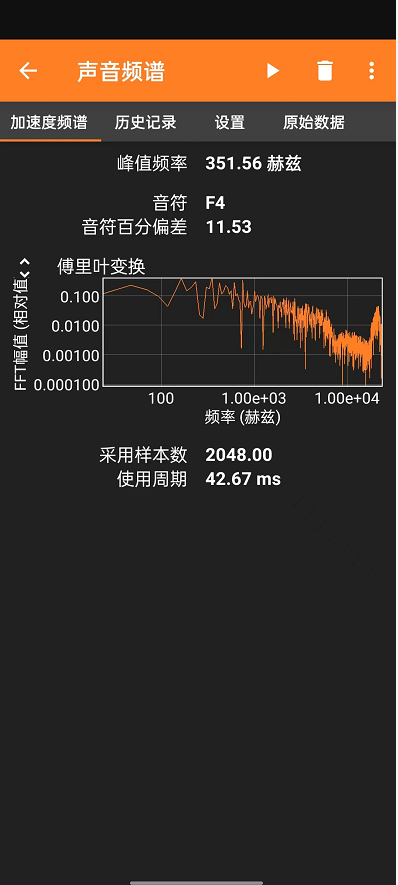 声音频谱
加速度频谱 历史记录 设置 原始数据
峰值频率 351.56 赫兹
音符 F4
音符百分偏差 11.53
傅里叶变换
FFT幅值 (相对值
0.100
0.0100
0.00100
0.000100
100 1.00e+03 1.00e+04
频率 (赫兹)
采用样本数 2048.00
使用周期 42.67 ms